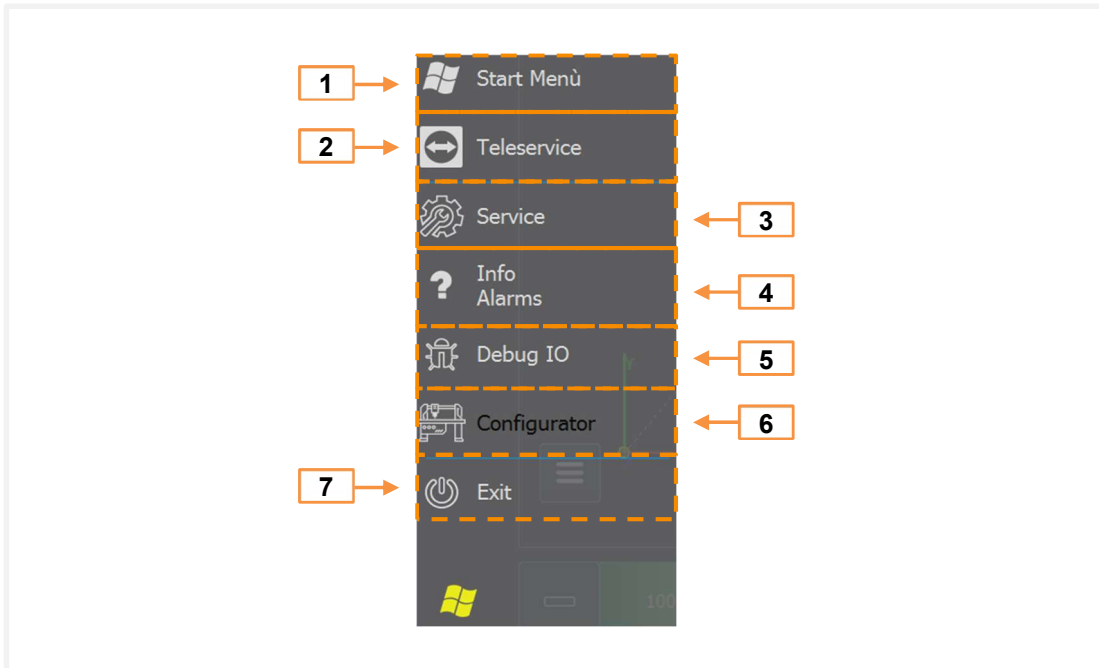 1
Start Menù
2
Teleservice
Service
3
Info
Alarms
4
Debug IO
5
Configurator
6
7
Exit
100